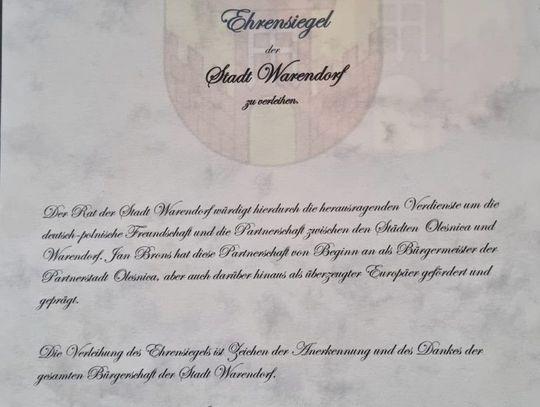 Ehrensiegel
der
Stadt Warendorf
zu verleihen.
Der Rat der Stadt Warendorf würdigt hierdurch die herausragenden Verdienste um die
deutsch-polnische Freundschaft und die Partnerschaft zwischen den Städten Olesnica und
Warendorf. Jan Brons hat diese Partnerschaft von Beginn an als Bürgermeister der
Partnerstadt Olesnica, aber auch darüber hinaus als überzeugter Europäer gefördert und
geprägt.
Die Verleihung des Ehrensiegels ist Zeichen der Anerkennung und des Dankes der
gesamten Bürgerschaft der Stadt Warendorf.